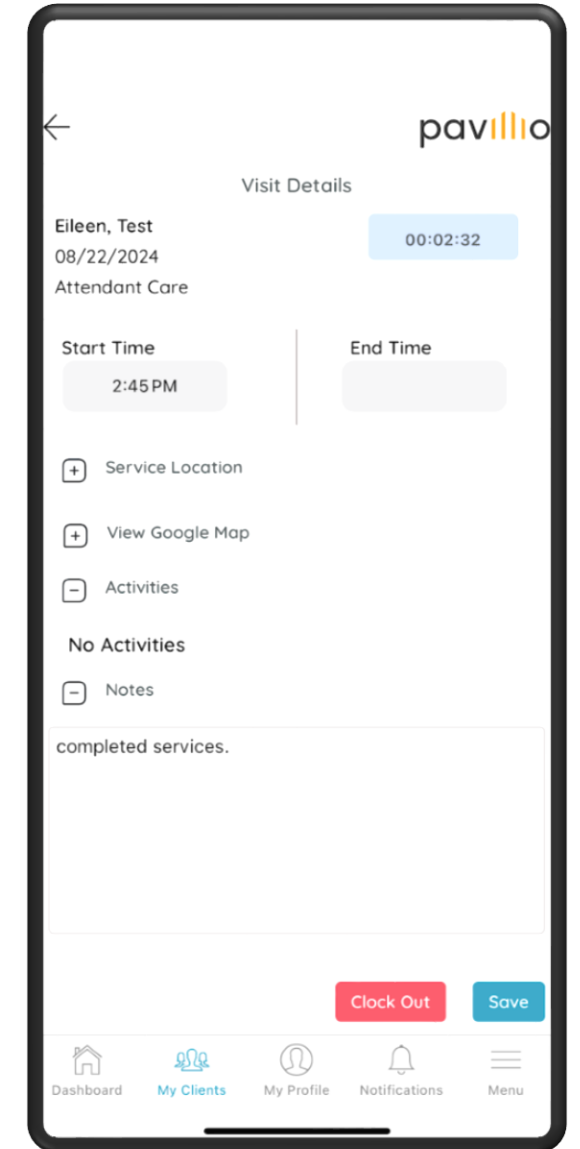 pavillio
Visit Details
Eileen, Test
00:02:32
08/22/2024
Attendant Care
Start Time
End Time
2:45 PM
Service Location
View Google Map
Activities
No Activities
Notes
completed services.
Clock Out
Save
Dashboard
My Clients
My Profile
Notifications
Menu